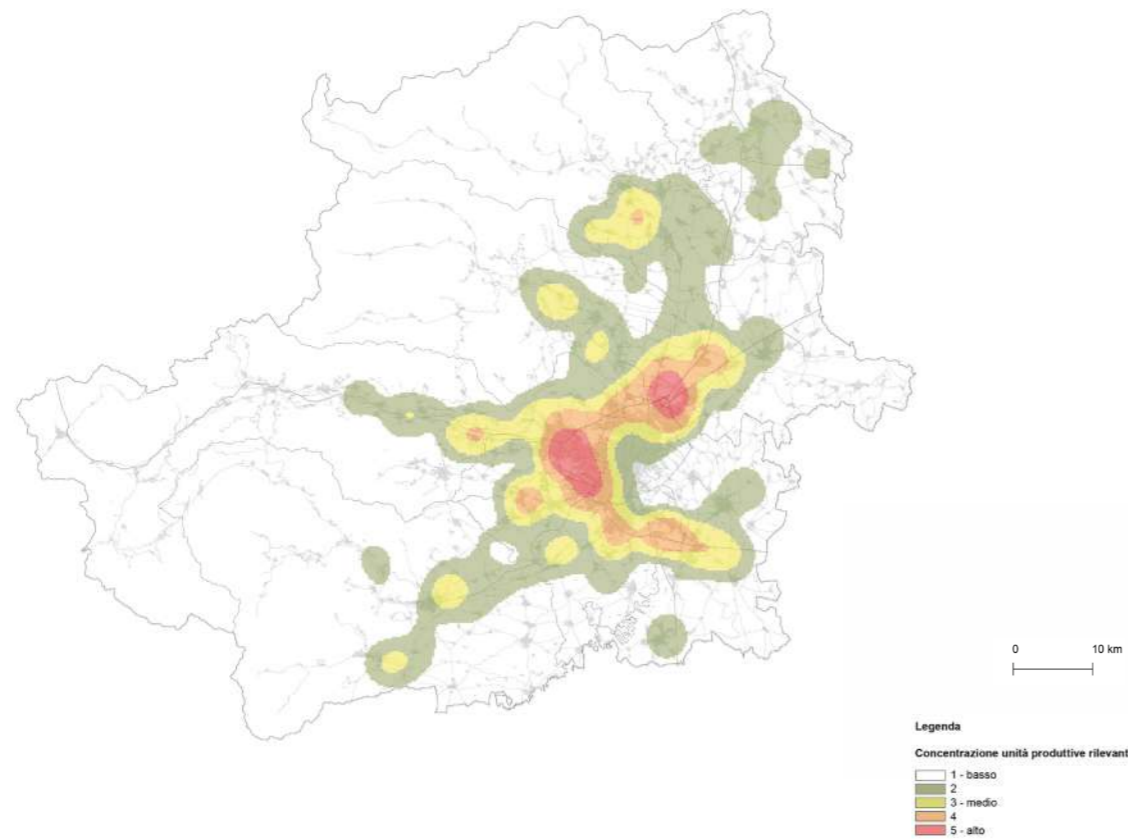 0 10 km
Legenda
Concentrazione unità produttive rilevant
1 - basso
2
3 - medio
4
5 - alto